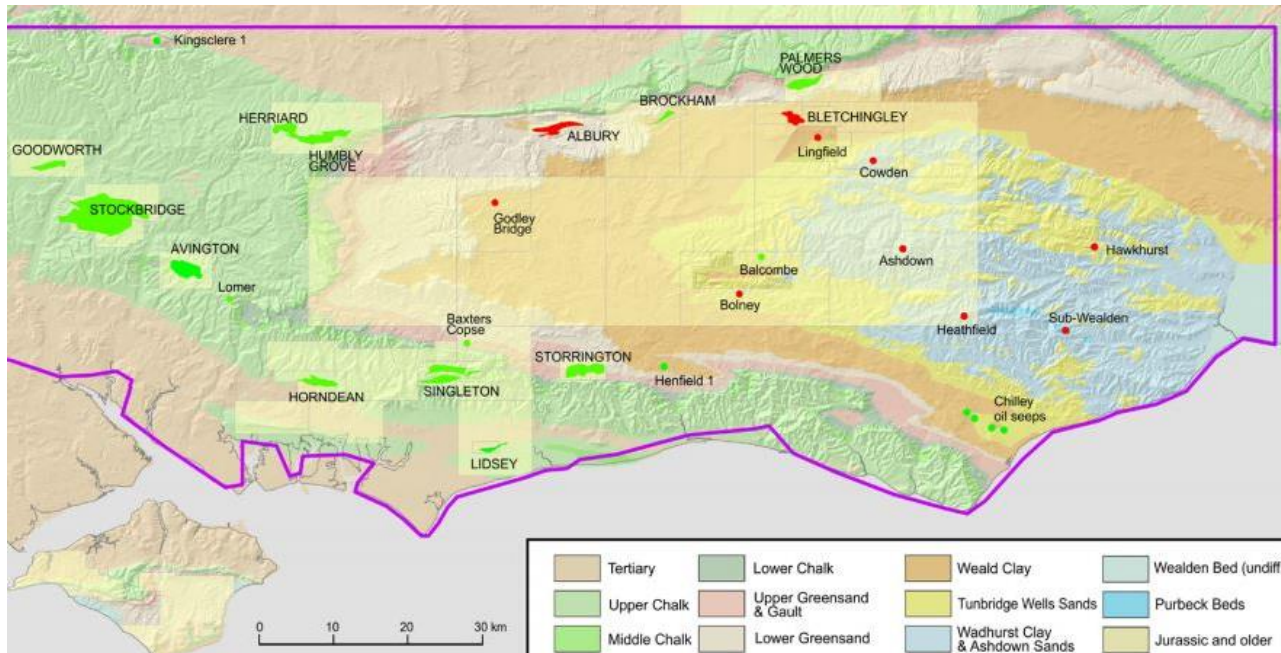 Kingsclere 1
PALMERS
WOOD
BROCKHAM
HERRIARD
BLETCHINGLEY
ALBURY
GOODWORTH
HUMBLY
GROVE
Lingfield
Cowden
STOCKBRIDGE
Godley
Bridge
AVINGTON
Hawkhurst
Ashdown
Balcombe
Lomer
Bolney
Baxters
Copse
Heathfield
Sub-Wealden
STORRINGTON
Henfield 1
HORNDEAN
SINGLETON
Chilley
oil seeps
LIDSEY
Tertiary
Lower Chalk
Weald Clay
Wealden Bed (undiff
Upper Chalk
Upper Greensand
& Gault
Tunbridge Wells Sands
Purbeck Beds
Middle Chalk
Lower Greensand
Wadhurst Clay
& Ashdown Sands
Jurassic and older
0 10 20 30 km